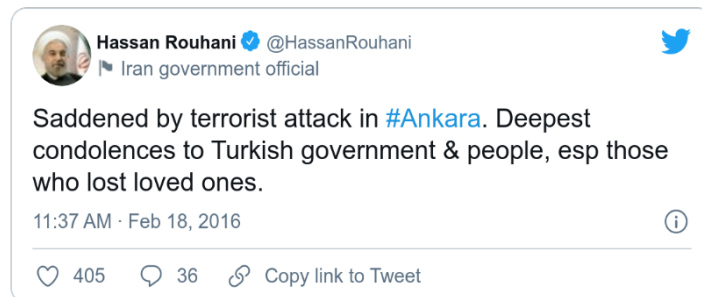 Hassan Rouhani @HassanRouhani
Iran government official
Saddened by terrorist attack in #Ankara. Deepest
condolences to Turkish government & people, esp those
who lost loved ones.
11:37 AM · Feb 18, 2016
405 36 Copy link to Tweet